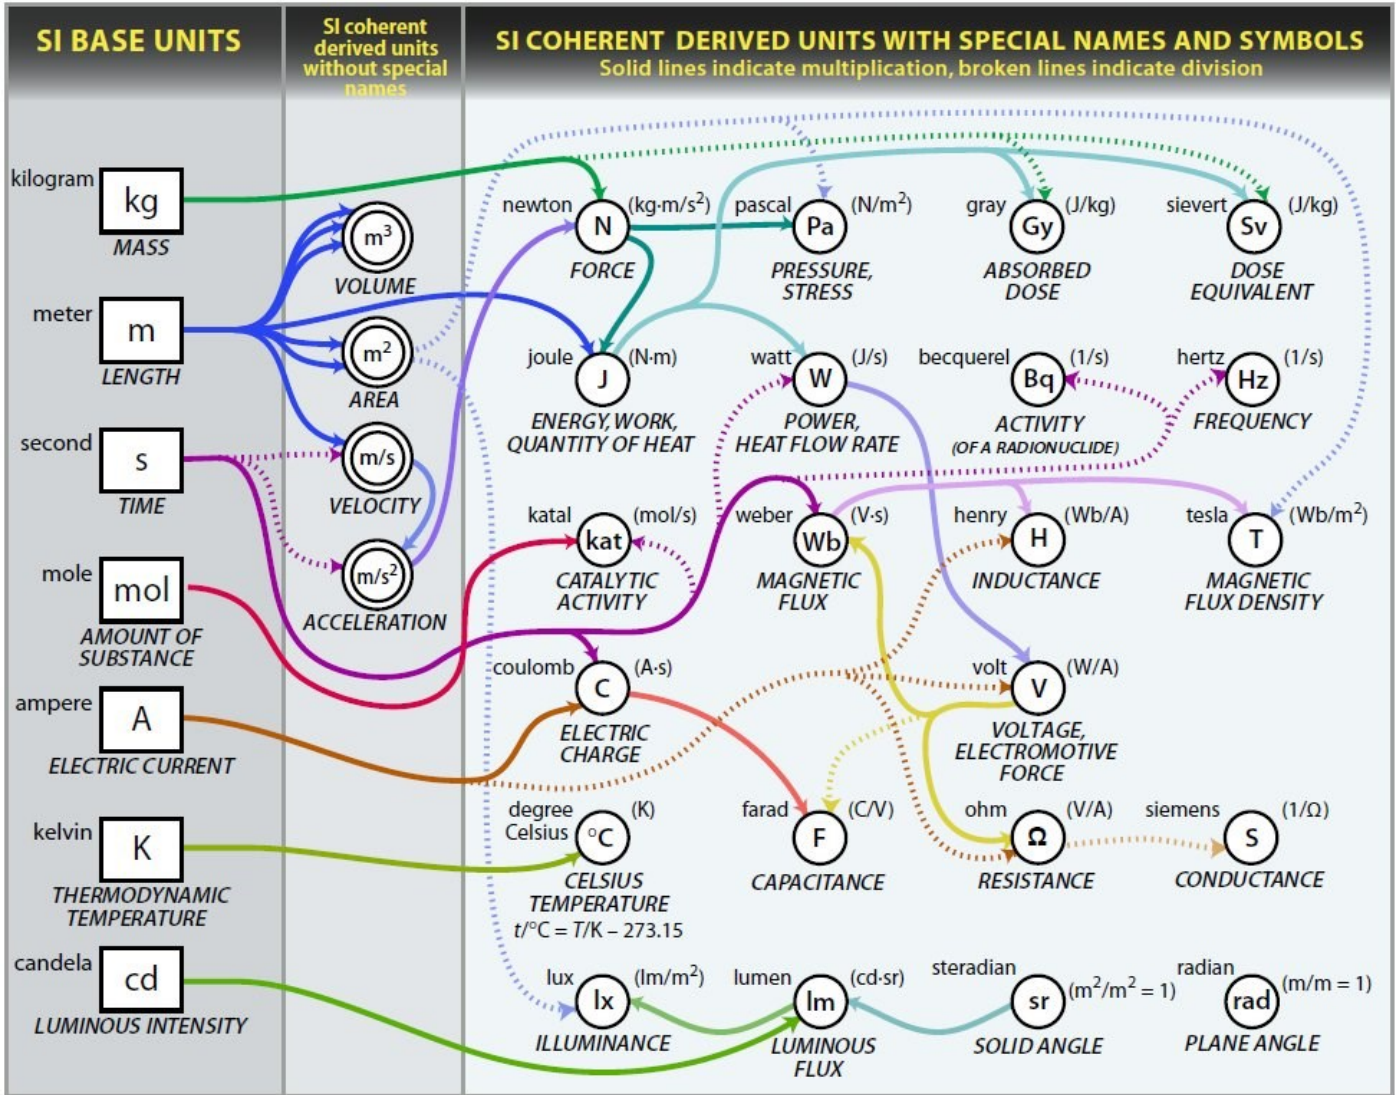 SI BASE UNITS
SI coherent
derived units
without special
names
SI COHERENT DERIVED UNITS WITH SPECIAL NAMES AND SYMBOLS
Solid lines indicate multiplication, broken lines indicate division
kilogram
kg
MASS
meter
m
LENGTH
second
s
TIME
mole
mol
AMOUNT OF
SUBSTANCE
ampere
A
ELECTRIC CURRENT
kelvin
K
THERMODYNAMIC
TEMPERATURE
candela
cd
LUMINOUS INTENSITY
m³
VOLUME
m²
AREA
m/s
VELOCITY
m/s²
ACCELERATION
newton
N
(kg·m/s²)
FORCE
pascal
Pa
(N/m²)
PRESSURE,
STRESS
gray
Gy
(J/kg)
ABSORBED
DOSE
sievert
Sv
(J/kg)
DOSE
EQUIVALENT
joule
J
(N·m)
ENERGY, WORK,
QUANTITY OF HEAT
watt
W
(J/s)
POWER,
HEAT FLOW RATE
becquerel
Bq
(1/s)
ACTIVITY
(OF A RADIONUCLIDE)
hertz
Hz
(1/s)
FREQUENCY
katal
kat
(mol/s)
CATALYTIC
ACTIVITY
weber
Wb
(V·s)
MAGNETIC
FLUX
henry
H
(Wb/A)
INDUCTANCE
tesla
T
(Wb/m²)
MAGNETIC
FLUX DENSITY
coulomb
C
(A·s)
ELECTRIC
CHARGE
volt
V
(W/A)
VOLTAGE,
ELECTROMOTIVE
FORCE
degree
Celsius
°C
(K)
CELSIUS
TEMPERATURE
t/°C = T/K – 273.15
farad
F
(C/V)
CAPACITANCE
ohm
Ω
(V/A)
RESISTANCE
siemens
S
(1/Ω)
CONDUCTANCE
lux
lx
(lm/m²)
ILLUMINANCE
lumen
lm
(cd·sr)
LUMINOUS
FLUX
steradian
sr
(m²/m² = 1)
SOLID ANGLE
radian
rad
(m/m = 1)
PLANE ANGLE